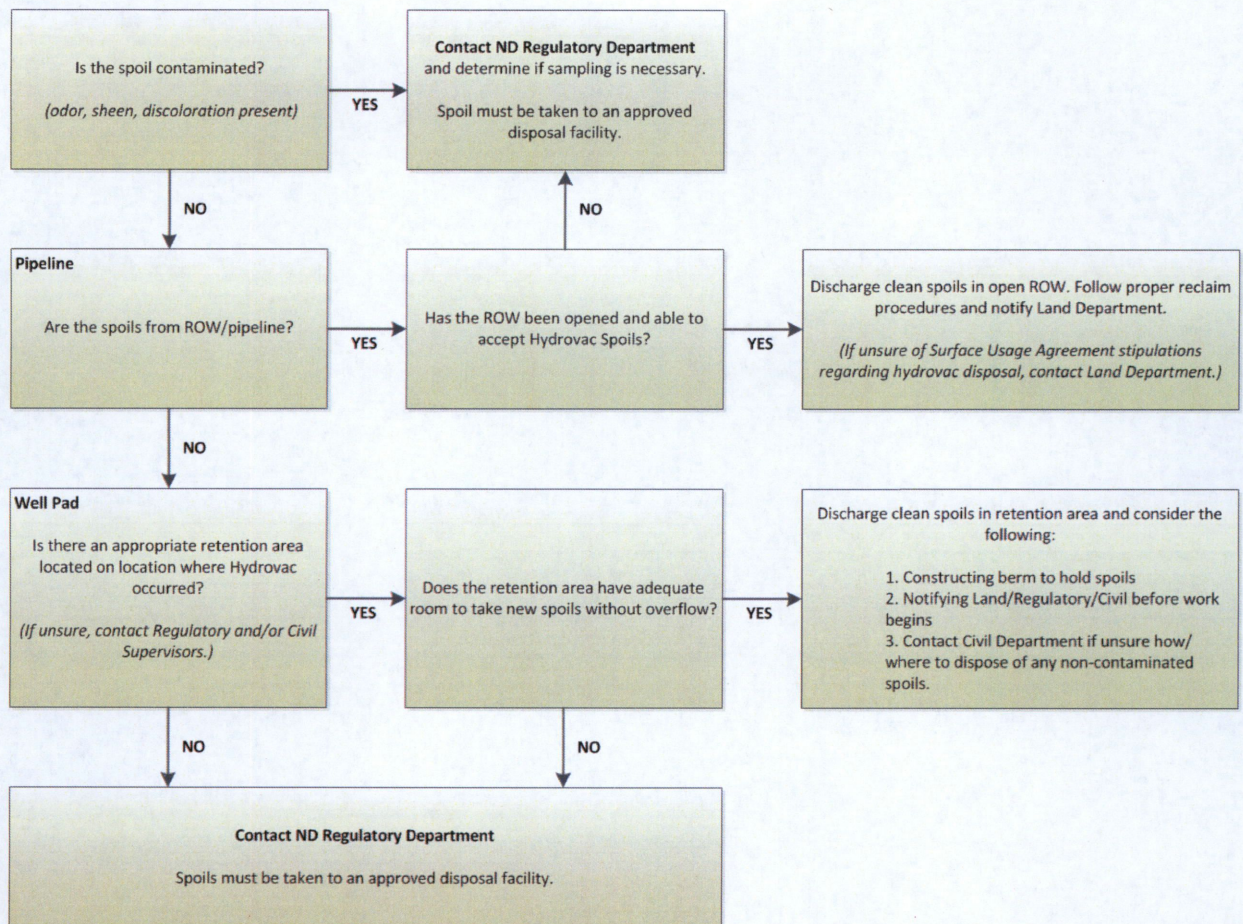 Is the spoil contaminated?
(odor, sheen, discoloration present)
YES
Contact ND Regulatory Department
and determine if sampling is necessary.
Spoil must be taken to an approved
disposal facility.
NO
NO
Pipeline
Are the spoils from ROW/pipeline?
YES
Has the ROW been opened and able to
accept Hydrovac Spoils?
YES
Discharge clean spoils in open ROW. Follow proper reclaim
procedures and notify Land Department.
(If unsure of Surface Usage Agreement stipulations
regarding hydrovac disposal, contact Land Department.)
NO
Well Pad
Is there an appropriate retention area
located on location where Hydrovac
occurred?
(If unsure, contact Regulatory and/or Civil
Supervisors.)
YES
Does the retention area have adequate
room to take new spoils without overflow?
YES
Discharge clean spoils in retention area and consider the
following:
1. Constructing berm to hold spoils
2. Notifying Land/Regulatory/Civil before work
begins
3. Contact Civil Department if unsure how/
where to dispose of any non-contaminated
spoils.
NO
NO
Contact ND Regulatory Department
Spoils must be taken to an approved disposal facility.